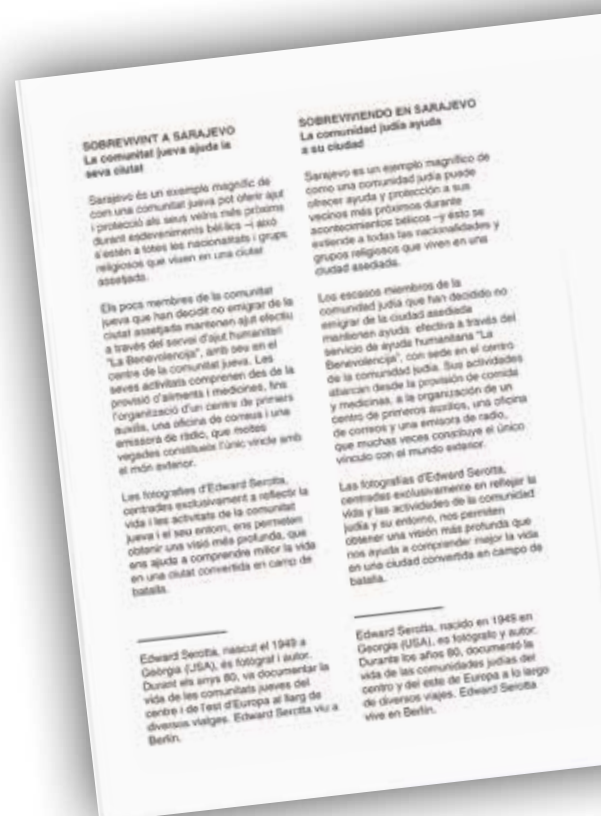 SOBREVIVINT A SARAJEVO
La comunitat jueva ajuda la
seva ciutat
Sarajevo és un exemple magnífic de
com una comunitat jueva pot oferir ajut
i protecció als seus veïns més pròxims
durant esdeveniments bèl·lics –i això
s'estén a totes les nacionalitats i grups
religiosos que viuen en una ciutat
assetjada.
Els pocs membres de la comunitat
jueva que han decidit no emigrar de la
ciutat assetjada mantenen ajut efectiu
a través del servei d'ajut humanitari
"La Benevolencija", amb seu en el
centre de la comunitat jueva. Les
seves activitats comprenen des de la
provisió d'aliments i medicines, fins
l'organització d'un centre de primers
auxilis, una oficina de correus i una
emissora de ràdio, que moltes
vegades constitueix l'únic vincle amb
el món exterior.
Les fotografies d'Edward Serotta,
centrades exclusivament a reflectir la
vida i les activitats de la comunitat
jueva i el seu entorn, ens permeten
obtenir una visió més profunda, que
ens ajuda a comprendre millor la vida
en una ciutat convertida en camp de
batalla.
Edward Serotta, nascut el 1949 a
Geòrgia (USA), és fotògraf i autor.
Durant els anys 80, va documentar la
vida de les comunitats jueves del
centre i de l'est d'Europa al llarg de
diversos viatges. Edward Serotta viu a
Berlín.
SOBREVIVIENDO EN SARAJEVO
La comunidad judía ayuda
a su ciudad
Sarajevo es un ejemplo magnífico de
como una comunidad judía puede
ofrecer ayuda y protección a sus
vecinos más próximos durante
acontecimientos bélicos –y ésto se
extiende a todas las nacionalidades y
grupos religiosos que viven en una
ciudad asediada.
Los escasos miembros de la
comunidad judía que han decidido no
emigrar de la ciudad asediada
mantienen ayuda efectiva a través del
servicio de ayuda humanitaria "La
Benevolencija", con sede en el centro
de la comunidad judía. Sus actividades
abarcan desde la provisión de comida
y medicinas, a la organización de un
centro de primeros auxilios, una oficina
de correos y una emisora de radio,
que muchas veces constituye el único
vínculo con el mundo exterior.
Las fotografías d'Edward Serotta,
centradas exclusivamente en reflejar la
vida y las actividades de la comunidad
judía y su entorno, nos permiten
obtener una visión más profunda que
nos ayuda a comprender mejor la vida
en una ciudad convertida en campo de
batalla.
Edward Serotta, nacido en 1949 en
Georgia (USA), es fotógrafo y autor.
Durante los años 80, documentó la
vida de las comunidades judías del
centro y del este de Europa a lo largo
de diversos viajes. Edward Serotta
vive en Berlín.